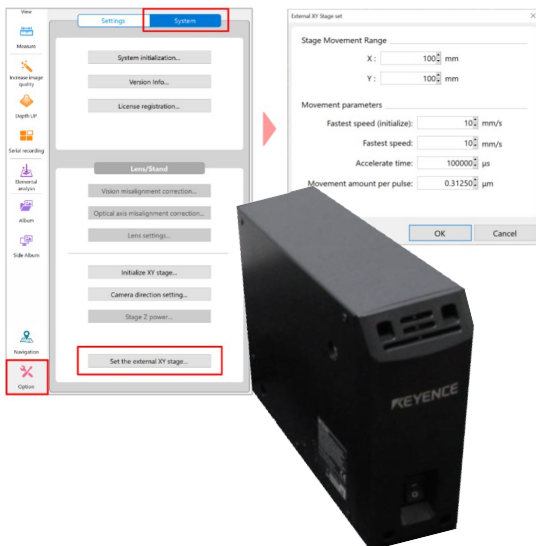 View
Measure
Increase image
quality
Depth UP
Serial recording
Elemental
analysis
Album
Side Album
Navigation
Option
Settings
System
System initialization...
Version Info...
License registration...
Lens/Stand
Vision misalignment correction...
Optical axis misalignment correction...
Lens settings...
Initialize XY stage...
Camera direction setting...
Stage Z power...
Set the external XY stage...
External XY Stage set
Stage Movement Range
X : 100 mm
Y : 100 mm
Movement parameters
Fastest speed (initialize): 10 mm/s
Fastest speed: 10 mm/s
Accelerate time: 100000 µs
Movement amount per pulse: 0.31250 µm
OK Cancel
KEYENCE